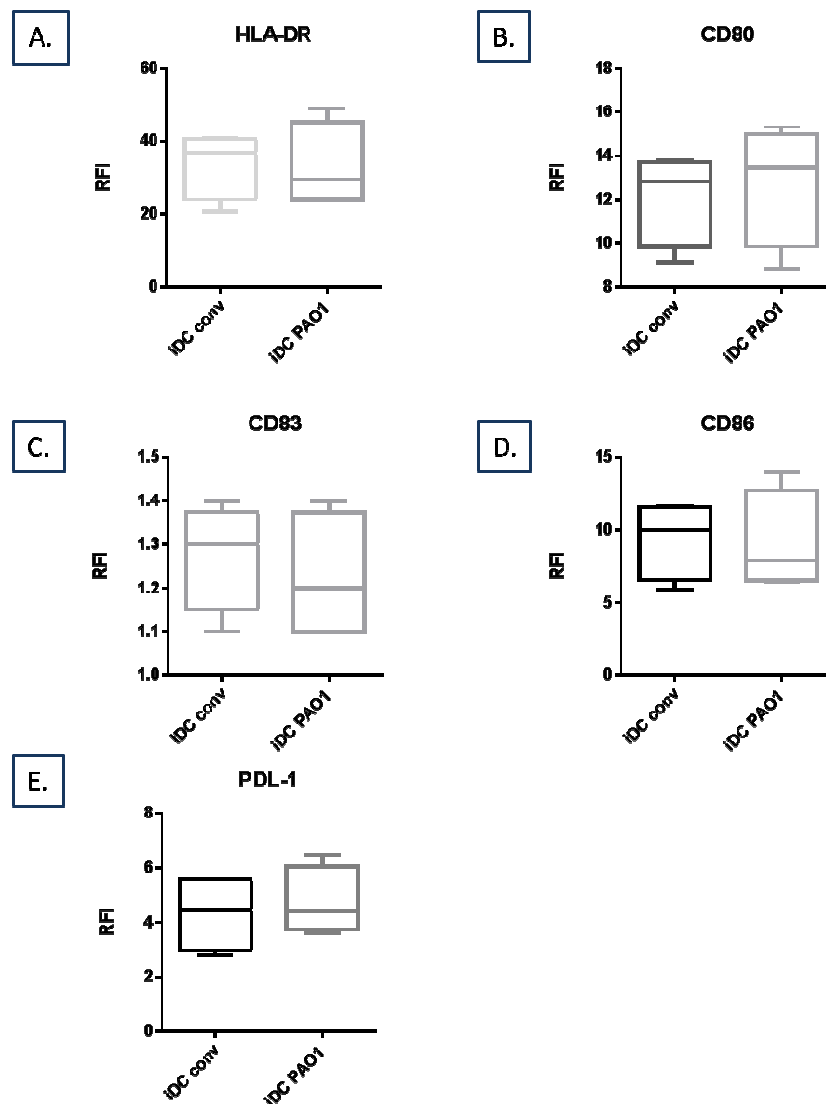 A.
HLA-DR
60
40
20
0
RFI
iDC conv
iDC PAO1
B.
CD80
18
16
14
12
10
8
RFI
iDC conv
iDC PAO1
C.
CD83
1.5
1.4
1.3
1.2
1.1
1.0
RFI
iDC conv
iDC PAO1
D.
CD86
15
10
5
0
RFI
iDC conv
iDC PAO1
E.
PDL-1
8
6
4
2
0
RFI
iDC conv
iDC PAO1